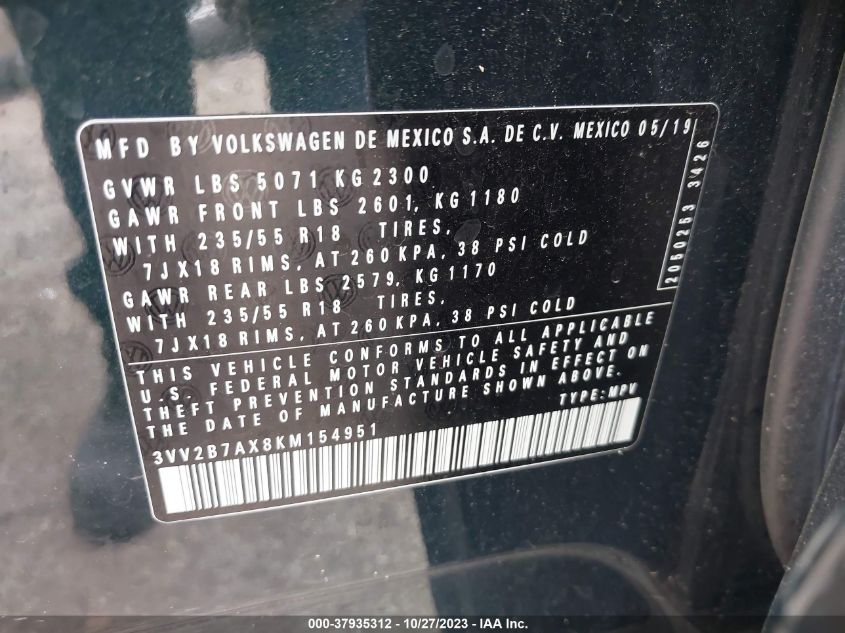 MFD BY VOLKSWAGEN DE MEXICO S.A. DE C.V. MEXICO 05/19
GVWR LBS 5071 KG 2300
GAWR FRONT LBS 2601, KG 1180
WITH 235/55 R18 TIRES,
7JX18 RIMS, AT 260 KPA, 38 PSI COLD
GAWR REAR LBS 2579, KG 1170
WITH 235/55 R18 TIRES,
7JX18 RIMS, AT 260 KPA, 38 PSI COLD
2050253 3426
THIS VEHICLE CONFORMS TO ALL APPLICABLE
U.S. FEDERAL MOTOR VEHICLE SAFETY AND
THEFT PREVENTION STANDARDS IN EFFECT ON
THE DATE OF MANUFACTURE SHOWN ABOVE.
TYPE:MPV
3VV2B7AX8KM154951
000-37935312 - 10/27/2023 - IAAI.com. Copyright